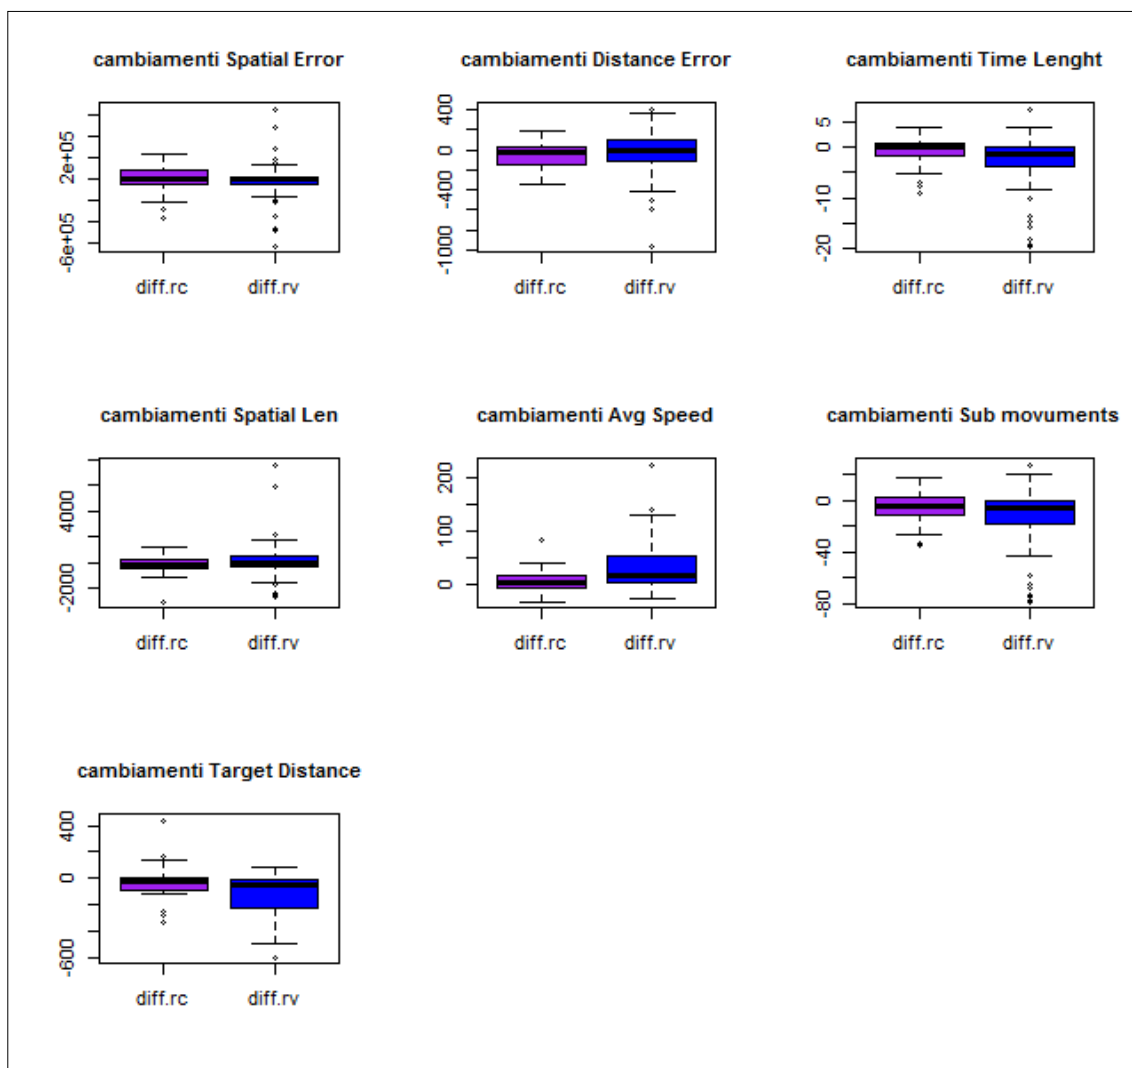 cambiamenti Spatial Error
2e+05
-6e+05
diff.rc diff.rv
cambiamenti Distance Error
400
0
-400
-1000
diff.rc diff.rv
cambiamenti Time Lenght
5
0
-10
-20
diff.rc diff.rv
cambiamenti Spatial Len
4000
-2000
diff.rc diff.rv
cambiamenti Avg Speed
200
100
0
diff.rc diff.rv
cambiamenti Sub movuments
0
-40
-80
diff.rc diff.rv
cambiamenti Target Distance
400
0
-600
diff.rc diff.rv